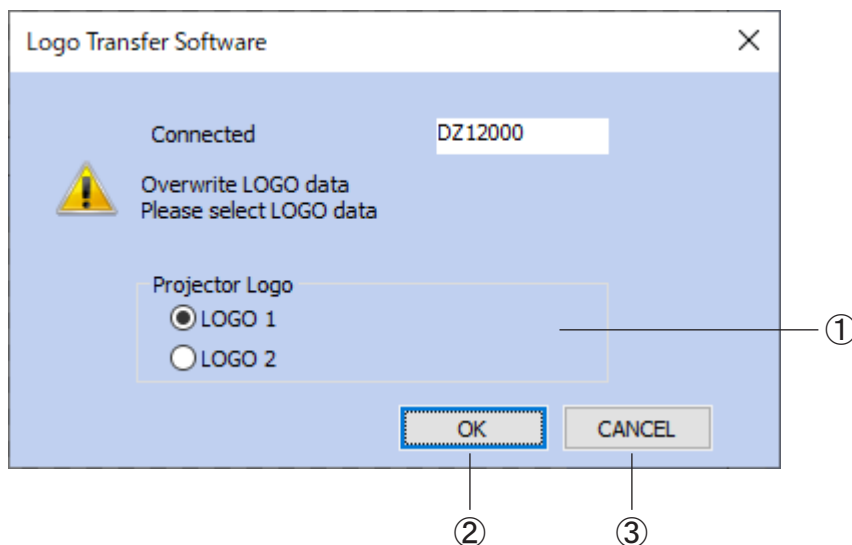 Logo Transfer Software
Connected DZ12000
Overwrite LOGO data
Please select LOGO data
Projector Logo
LOGO 1
①
LOGO 2
OK CANCEL
② ③